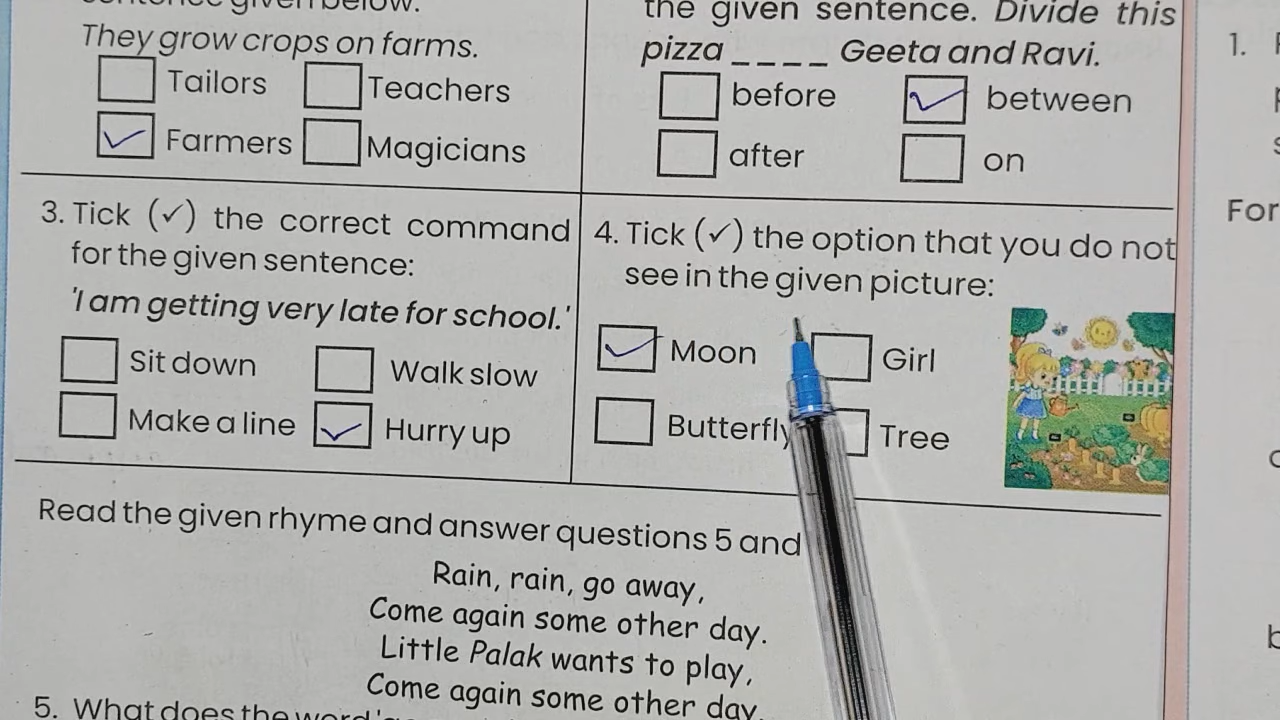 sentence given below.
They grow crops on farms.
Tailors Teachers
✓ Farmers Magicians
the given sentence. Divide this
pizza _ _ _ _ Geeta and Ravi.
before ✓ between
after on
3. Tick (✓) the correct command
for the given sentence:
'I am getting very late for school.'
Sit down Walk slow
Make a line ✓ Hurry up
4. Tick (✓) the option that you do not
see in the given picture:
✓ Moon Girl
Butterfly Tree
Read the given rhyme and answer questions 5 and
Rain, rain, go away,
Come again some other day.
Little Palak wants to play,
Come again some other day.
5. What does the word
1.
For